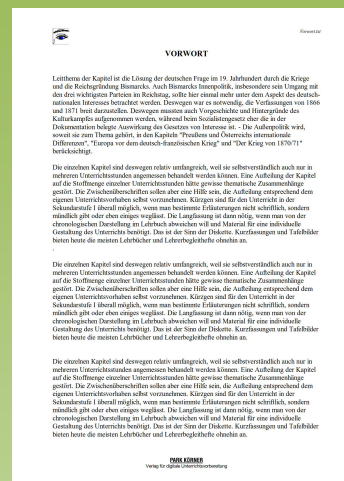 Vorwort.txt
VORWORT
Leitthema der Kapitel ist die Lösung der deutschen Frage im 19. Jahrhundert durch die Kriege
und die Reichsgründung Bismarcks. Auch Bismarcks Innenpolitik, insbesondere sein Umgang mit
den drei wichtigsten Parteien im Reichstag, sollte hier einmal mehr unter dem Aspekt des deutsch-
nationalen Interesses betrachtet werden. Deswegen war es notwendig, die Verfassungen von 1866
und 1871 breit darzustellen. Deswegen mussten auch Vorgeschichte und Hintergründe des
Kulturkampfes aufgenommen werden, während beim Sozialistengesetz eher die in der
Dokumentation belegte Auswirkung des Gesetzes von Interesse ist. - Die Außenpolitik wird,
soweit sie zum Thema gehört, in den Kapiteln "Preußens und Österreichs internationale
Differenzen", "Europa vor dem deutsch-französischen Krieg" und "Der Krieg von 1870/71"
berücksichtigt.
Die einzelnen Kapitel sind deswegen relativ umfangreich, weil sie selbstverständlich auch nur in
mehreren Unterrichtsstunden angemessen behandelt werden können. Eine Aufteilung der Kapitel
auf die Stoffmenge einzelner Unterrichtsstunden hätte gewisse thematische Zusammenhänge
gestört. Die Zwischenüberschriften sollen aber eine Hilfe sein, die Aufteilung entsprechend dem
eigenen Unterrichtsvorhaben selbst vorzunehmen. Kürzgen sind für den Unterricht in der
Sekundarstufe I überall möglich, wenn man bestimmte Erläuterungen nicht schriftlich, sondern
mündlich gibt oder eben einiges weglässt. Die Langfassung ist dann nötig, wenn man von der
chronologischen Darstellung im Lehrbuch abweichen will und Material für eine individuelle
Gestaltung des Unterrichts benötigt. Das ist der Sinn der Diskette. Kurzfassungen und Tafelbilder
bieten heute die meisten Lehrbücher und Lehrerbegleithefte ohnehin an.
.
Die einzelnen Kapitel sind deswegen relativ umfangreich, weil sie selbstverständlich auch nur in
mehreren Unterrichtsstunden angemessen behandelt werden können. Eine Aufteilung der Kapitel
auf die Stoffmenge einzelner Unterrichtsstunden hätte gewisse thematische Zusammenhänge
gestört. Die Zwischenüberschriften sollen aber eine Hilfe sein, die Aufteilung entsprechend dem
eigenen Unterrichtsvorhaben selbst vorzunehmen. Kürzgen sind für den Unterricht in der
Sekundarstufe I überall möglich, wenn man bestimmte Erläuterungen nicht schriftlich, sondern
mündlich gibt oder eben einiges weglässt. Die Langfassung ist dann nötig, wenn man von der
chronologischen Darstellung im Lehrbuch abweichen will und Material für eine individuelle
Gestaltung des Unterrichts benötigt. Das ist der Sinn der Diskette. Kurzfassungen und Tafelbilder
bieten heute die meisten Lehrbücher und Lehrerbegleithefte ohnehin an.
Die einzelnen Kapitel sind deswegen relativ umfangreich, weil sie selbstverständlich auch nur in
mehreren Unterrichtsstunden angemessen behandelt werden können. Eine Aufteilung der Kapitel
auf die Stoffmenge einzelner Unterrichtsstunden hätte gewisse thematische Zusammenhänge
gestört. Die Zwischenüberschriften sollen aber eine Hilfe sein, die Aufteilung entsprechend dem
eigenen Unterrichtsvorhaben selbst vorzunehmen. Kürzgen sind für den Unterricht in der
Sekundarstufe I überall möglich, wenn man bestimmte Erläuterungen nicht schriftlich, sondern
mündlich gibt oder eben einiges weglässt. Die Langfassung ist dann nötig, wenn man von der
chronologischen Darstellung im Lehrbuch abweichen will und Material für eine individuelle
Gestaltung des Unterrichts benötigt. Das ist der Sinn der Diskette. Kurzfassungen und Tafelbilder
bieten heute die meisten Lehrbücher und Lehrerbegleithefte ohnehin an.
PARK KÖRNER
Verlag für digitale Unterrichtsvorbereitung